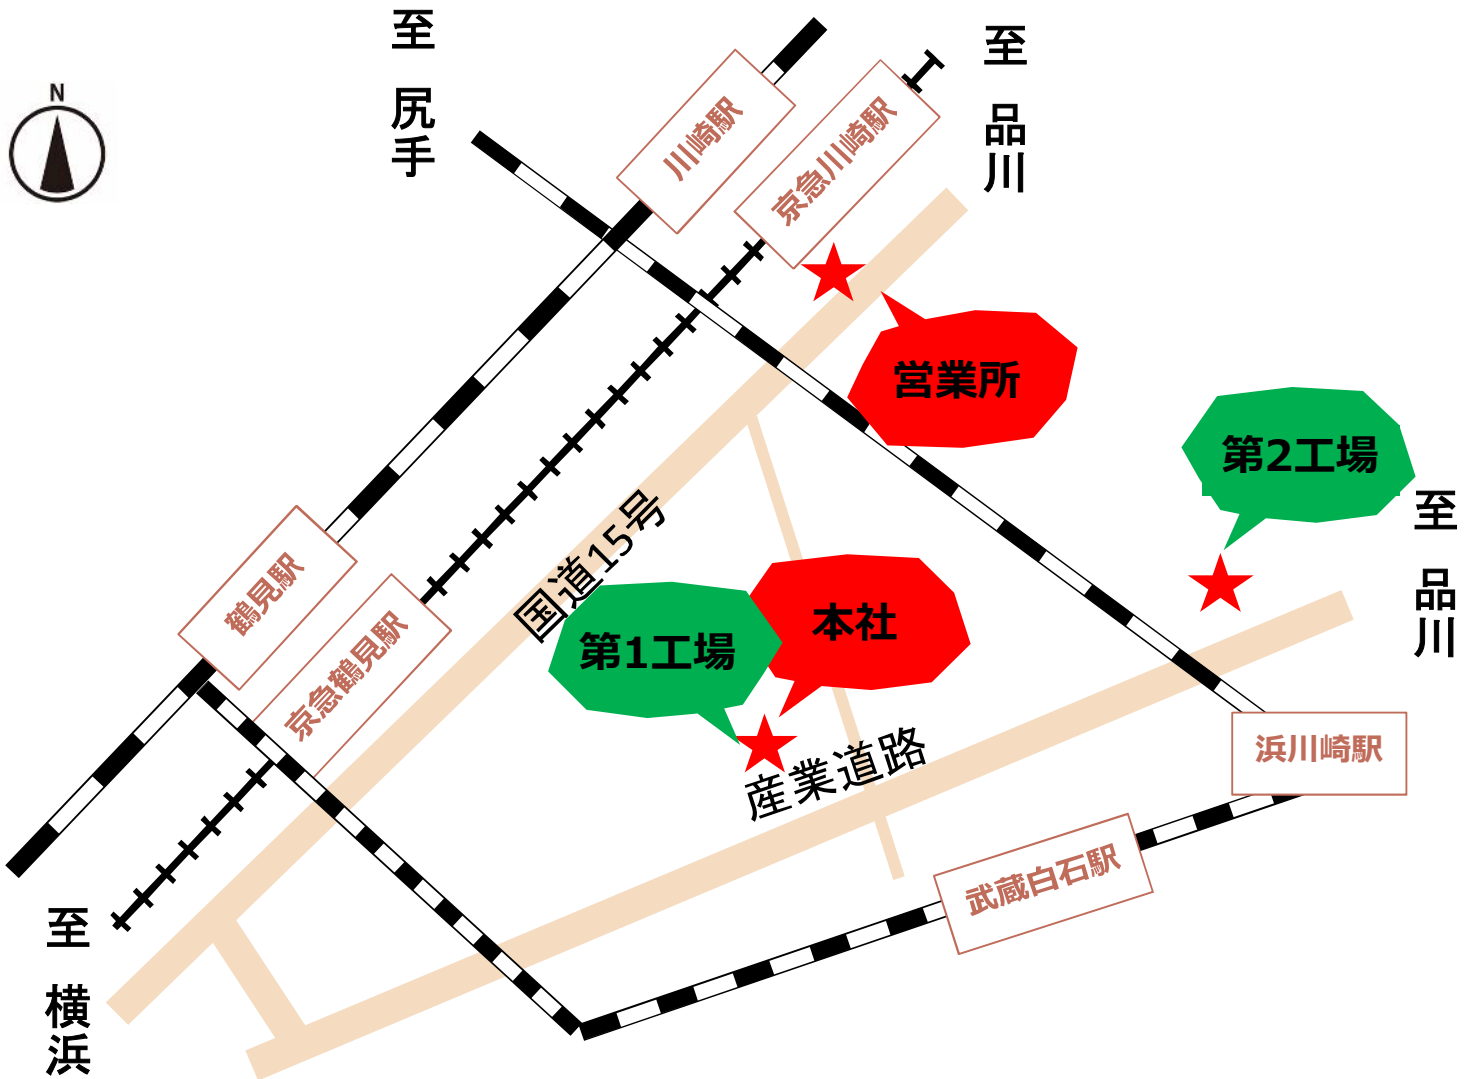 至 尻手
至 品川
N
川崎駅
京急川崎駅
営業所
第2工場
至 品川
国道15号
鶴見駅
京急鶴見駅
第1工場
本社
産業道路
浜川崎駅
武蔵白石駅
至 横浜